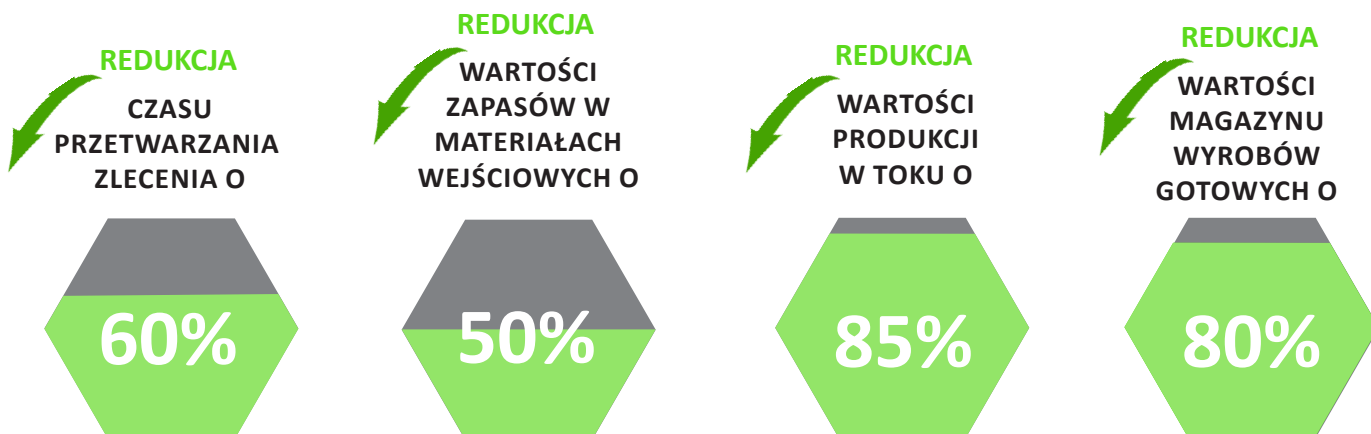 REDUKCJA
CZASU
PRZETWARZANIA
ZLECENIA O
60%
REDUKCJA
WARTOŚCI
ZAPASÓW W
MATERIAŁACH
WEJŚCIOWYCH O
50%
REDUKCJA
WARTOŚCI
PRODUKCJI
W TOKU O
85%
REDUKCJA
WARTOŚCI
MAGAZYNU
WYROBÓW
GOTOWYCH O
80%